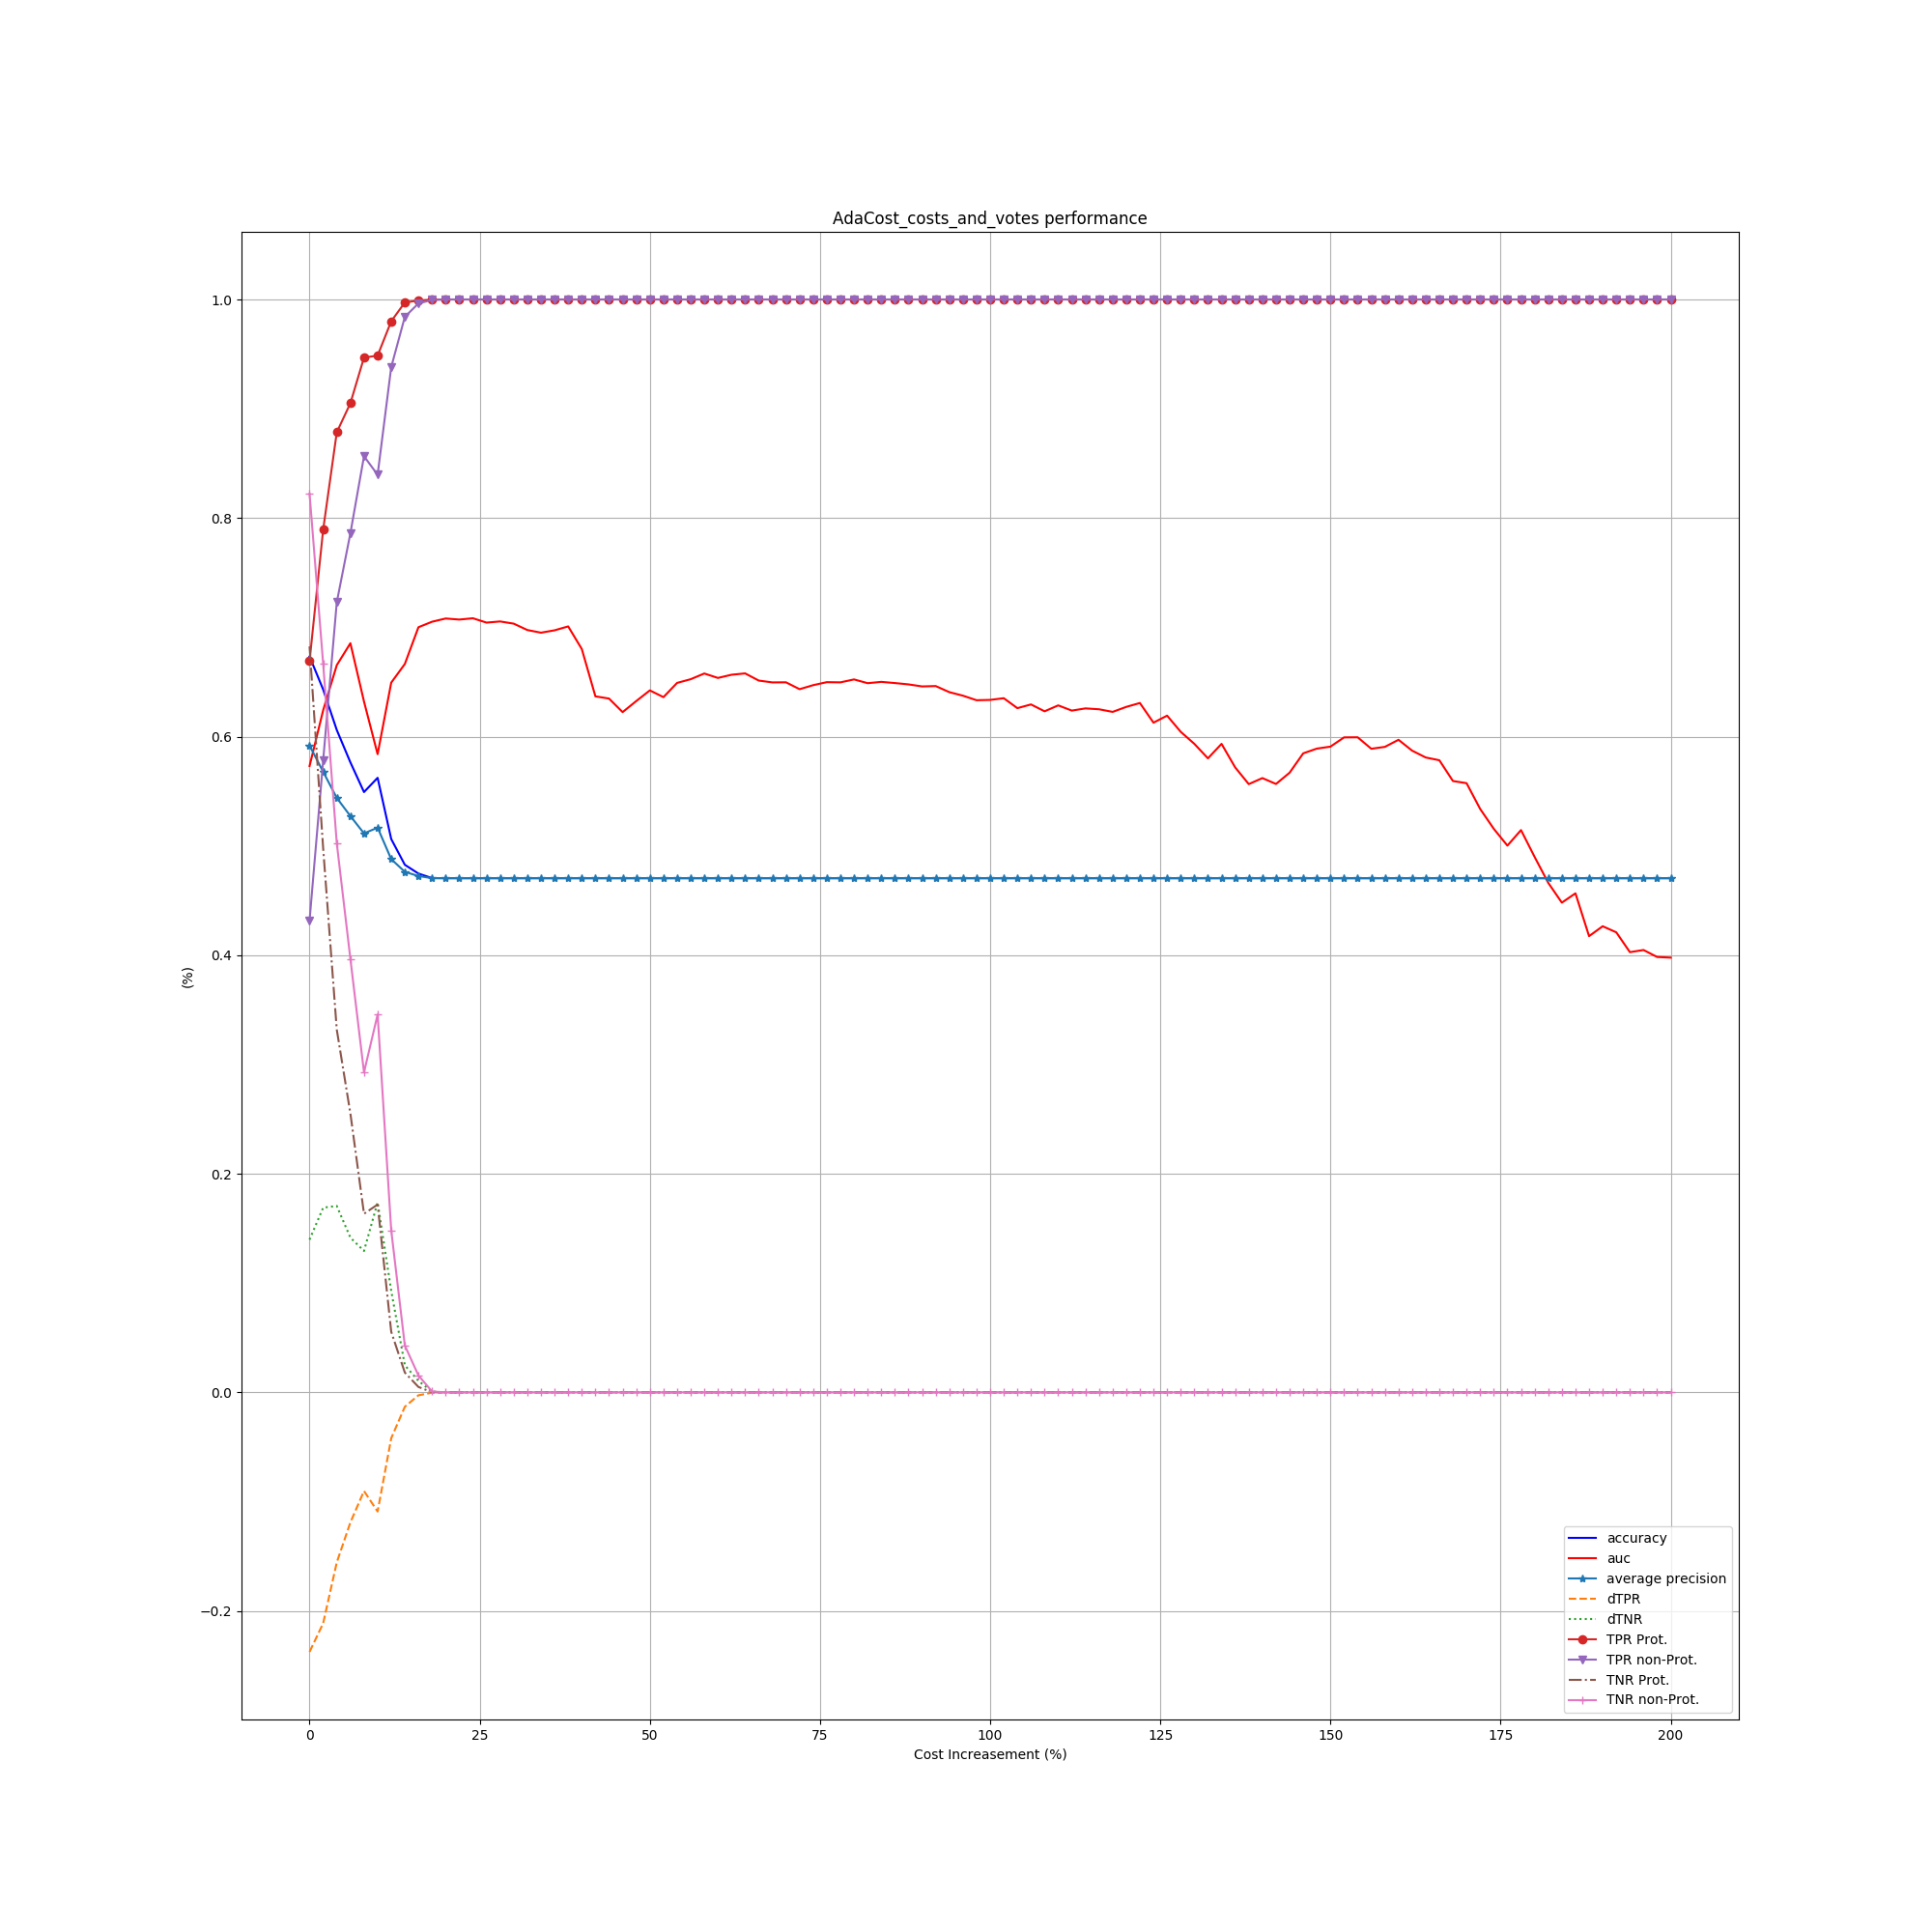 AdaCost_costs_and_votes performance
1.0
0.8
0.6
0.4
0.2
0.0
−0.2
(%)
0 25 50 75 100 125 150 175 200
Cost Increasement (%)
accuracy
auc
average precision
dTPR
dTNR
TPR Prot.
TPR non-Prot.
TNR Prot.
TNR non-Prot.